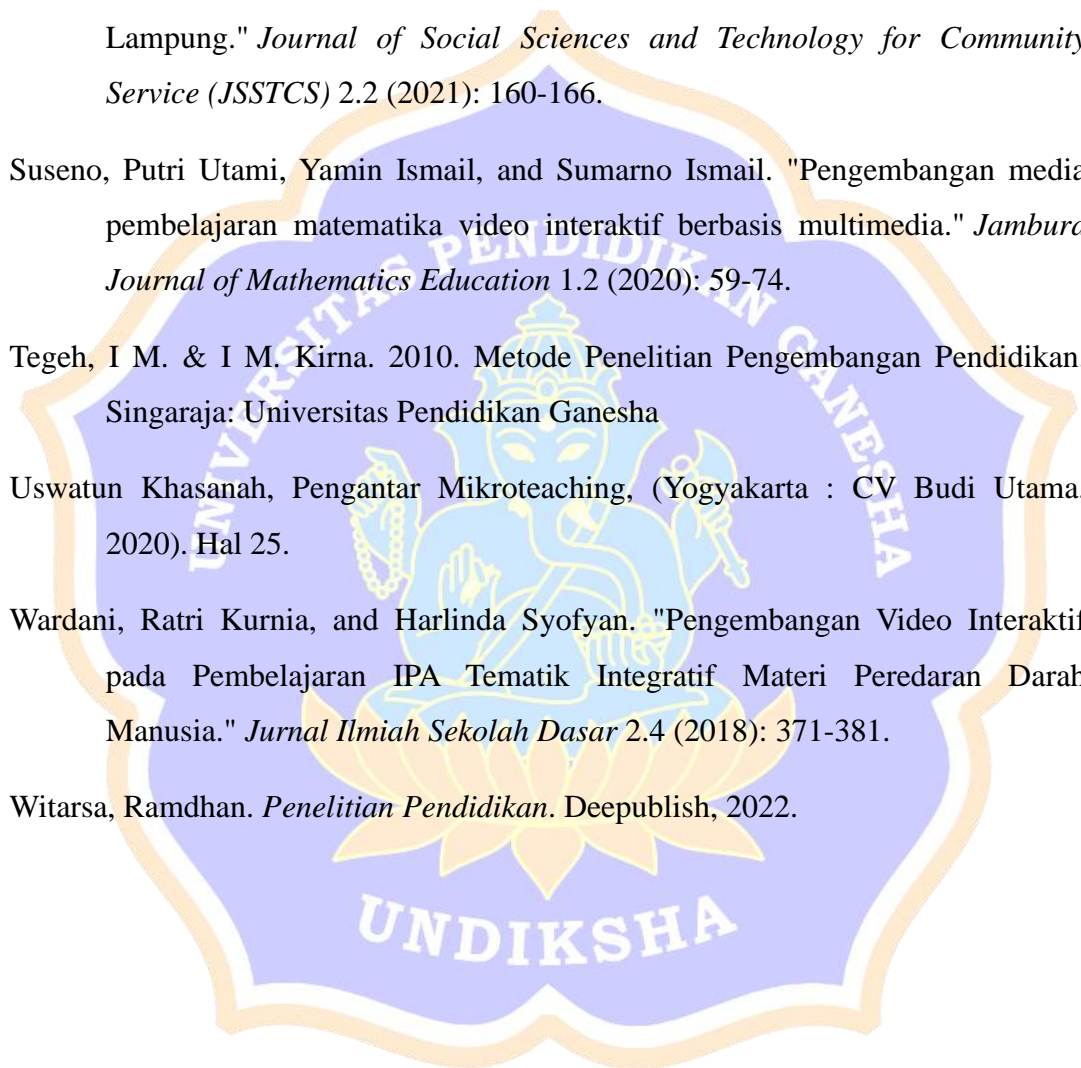 Lampung." Journal of Social Sciences and Technology for Community
Service (JSSTCS) 2.2 (2021): 160-166.
Suseno, Putri Utami, Yamin Ismail, and Sumarno Ismail. "Pengembangan media
pembelajaran matematika video interaktif berbasis multimedia." Jambura
Journal of Mathematics Education 1.2 (2020): 59-74.
Tegeh, I M. & I M. Kirna. 2010. Metode Penelitian Pengembangan Pendidikan.
Singaraja: Universitas Pendidikan Ganesha
Uswatun Khasanah, Pengantar Mikroteaching, (Yogyakarta : CV Budi Utama,
2020). Hal 25.
Wardani, Ratri Kurnia, and Harlinda Syofyan. "Pengembangan Video Interaktif
pada Pembelajaran IPA Tematik Integratif Materi Peredaran Darah
Manusia." Jurnal Ilmiah Sekolah Dasar 2.4 (2018): 371-381.
Witarsa, Ramdhan. Penelitian Pendidikan. Deepublish, 2022.
UNIVERSITAS PENDIDIKAN GANESHA
UNDIKSHA